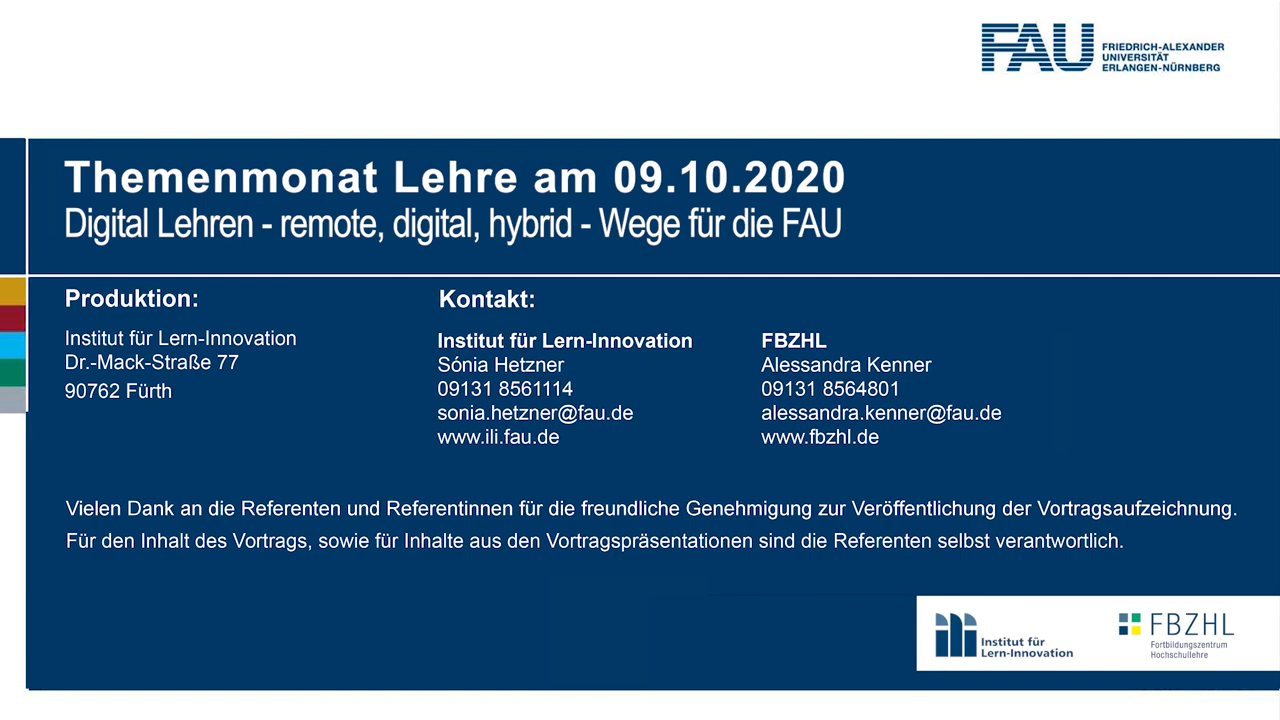 FAU
FRIEDRICH-ALEXANDER
UNIVERSITÄT
ERLANGEN-NÜRNBERG
Themenmonat Lehre am 09.10.2020
Digital Lehren - remote, digital, hybrid - Wege für die FAU
Produktion:
Institut für Lern-Innovation
Dr.-Mack-Straße 77
90762 Fürth
Kontakt:
Institut für Lern-Innovation
Sónia Hetzner
09131 8561114
sonia.hetzner@fau.de
www.ili.fau.de
FBZHL
Alessandra Kenner
09131 8564801
alessandra.kenner@fau.de
www.fbzhl.de
Vielen Dank an die Referenten und Referentinnen für die freundliche Genehmigung zur Veröffentlichung der Vortragsaufzeichnung.
Für den Inhalt des Vortrags, sowie für Inhalte aus den Vortragspräsentationen sind die Referenten selbst verantwortlich.
ili
Institut für
Lern-Innovation
FBZHL
Fortbildungszentrum
Hochschullehre